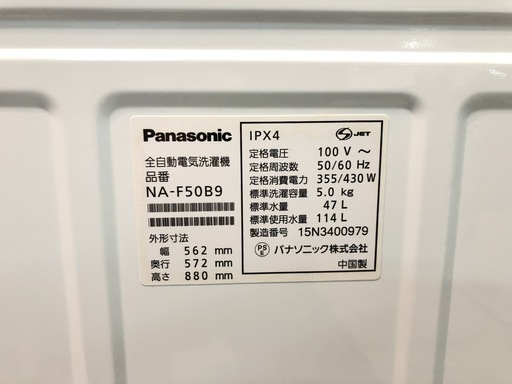 Panasonic
全自動電気洗濯機
品番
NA-F50B9
外形寸法
幅 562 mm
奥行 572 mm
高さ 880 mm
IPX4
S JET
定格電圧 100 V ～
定格周波数 50/60 Hz
定格消費電力 355/430 W
標準洗濯容量 5.0 kg
標準水量 47 L
標準使用水量 114 L
製造番号 15N3400979
PSE パナソニック株式会社
中国製